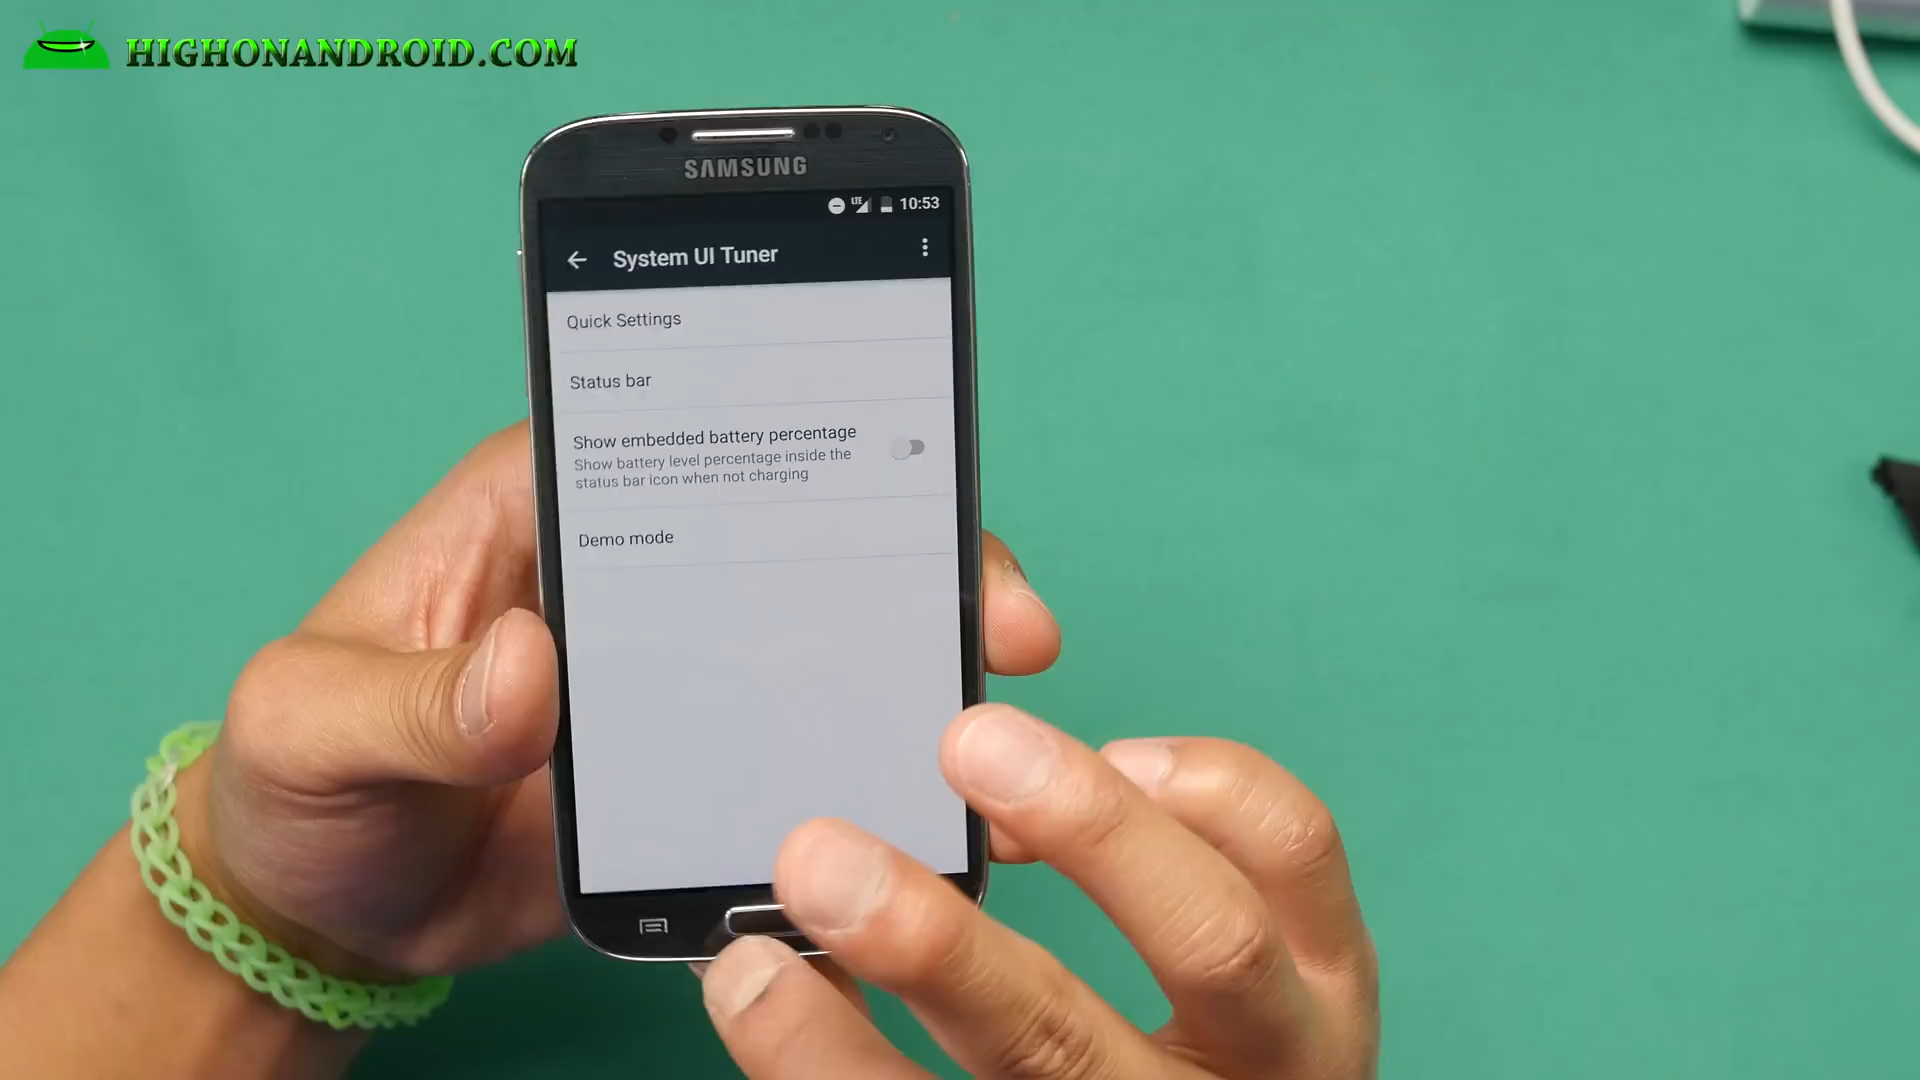 HIGHONANDROID.COM
SAMSUNG
LTE 10:53
System UI Tuner
Quick Settings
Status bar
Show embedded battery percentage
Show battery level percentage inside the
status bar icon when not charging
Demo mode